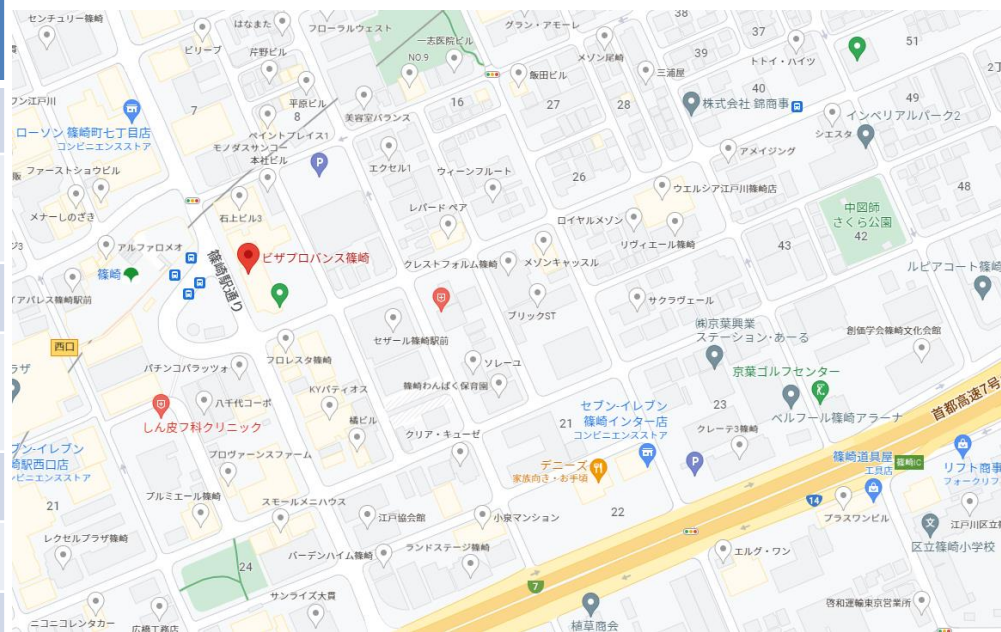 センチュリー篠崎
はなまた
フローラルウェスト
グラン・アモーレ
38
37
51
ビリーブ
芹野ビル
一志医院ビル
NO.9
メゾン尾崎
39
トトイ・ハイツ
2丁
飯田ビル
三浦屋
40
ワン江戸川
7
平原ビル
8
16
27
28
株式会社 錦商事
49
ローソン 篠崎町七丁目店
コンビニエンスストア
美容室バランス
インペリアルパーク2
ペイントプレイス1
モノダスサンコー
本社ビル
シエスタ
ファーストショウビル
エクセル1
ウィーンフルート
アメイジング
26
P
メナーしのざき
石上ビル3
レバード ベア
ロイヤルメゾン
ウエルシア江戸川篠崎店
48
中図師
さくら公園
42
アルファロメオ
リヴィエール篠崎
43
篠崎
篠崎駅通り
ビザプロバンス篠崎
クレストフォルム篠崎
メゾンキャッスル
ルピアコート篠崎
イアパレス篠崎駅前
ブリックST
サクラヴェール
西口
セザール篠崎駅前
㈱京葉興業
ステーション・あーる
創価学会篠崎文化会館
パチンコパラッツォ
フロレスタ篠崎
ソレーユ
京葉ゴルフセンター
KYパティオス
篠崎わんぱく保育園
首都高速7号
八千代コーポ
しん皮フ科クリニック
橘ビル
セブン-イレブン
篠崎インター店
コンビニエンスストア
21
23
ベルフール篠崎アラーナ
クリア・キューゼ
クレーテ3篠崎
ブン-イレブン
崎駅西口店
ンビニエンスストア
プロヴァーンスファーム
デニーズ
家族向き・お手頃
P
篠崎道具屋
工具店
篠崎IC
リフト商事
フォークリフ
21
プルミエール篠崎
スモールメニハウス
14
プラスワンビル
江戸協会館
小泉マンション
22
江戸川区立
区立篠崎小学校
レクセルプラザ篠崎
24
バーデンハイム篠崎
ランドステージ篠崎
エルグ・ワン
7
サンライズ大貫
啓和運輸東京営業所
ニコニコレンタカー
広橋工務店
植草商会